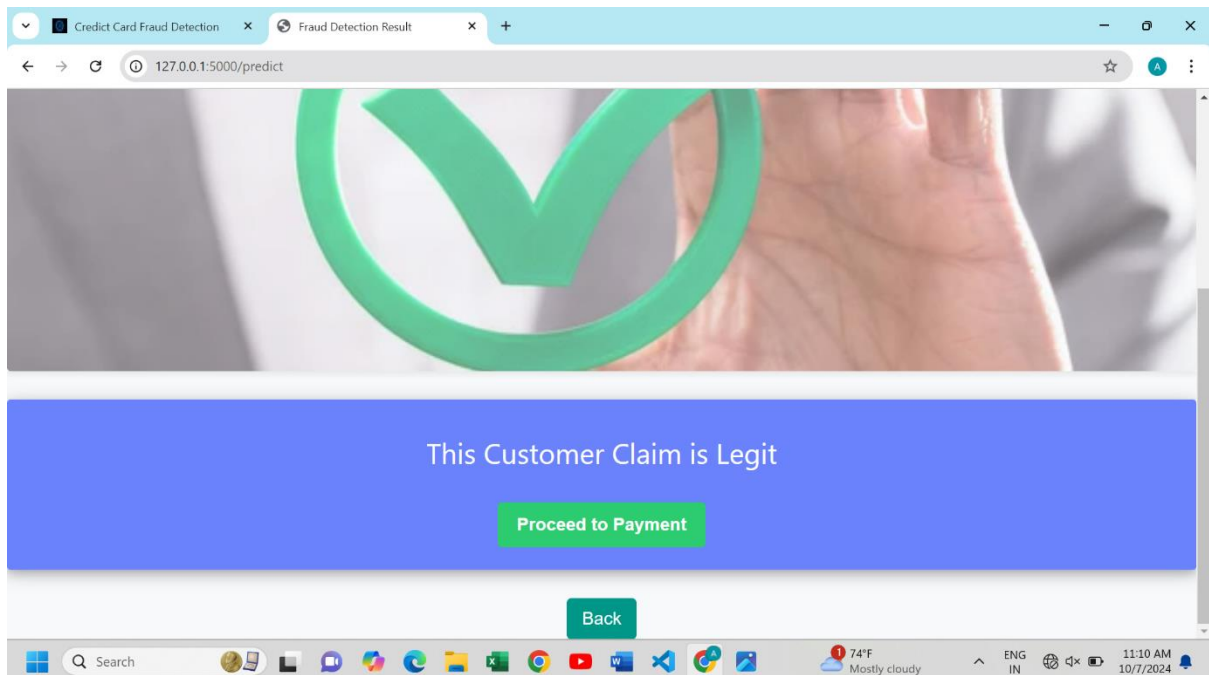 Credict Card Fraud Detection
Fraud Detection Result
127.0.0.1:5000/predict
A
This Customer Claim is Legit
Proceed to Payment
Back
Search
1
74°F
Mostly cloudy
ENG
IN
11:10 AM
10/7/2024